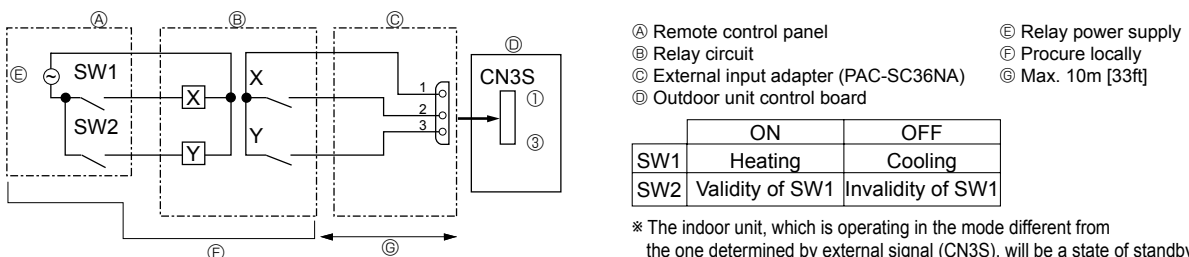 Ⓐ Ⓑ Ⓒ Ⓓ
Ⓔ SW1 X X 1 CN3S ①
2
SW2 Y Y 3 ③
Ⓕ Ⓖ
Ⓐ Remote control panel
Ⓑ Relay circuit
Ⓒ External input adapter (PAC-SC36NA)
Ⓓ Outdoor unit control board
Ⓔ Relay power supply
Ⓕ Procure locally
Ⓖ Max. 10m [33ft]
ON OFF
SW1 Heating Cooling
SW2 Validity of SW1 Invalidity of SW1
※ The indoor unit, which is operating in the mode different from
the one determined by external signal (CN3S), will be a state of standby